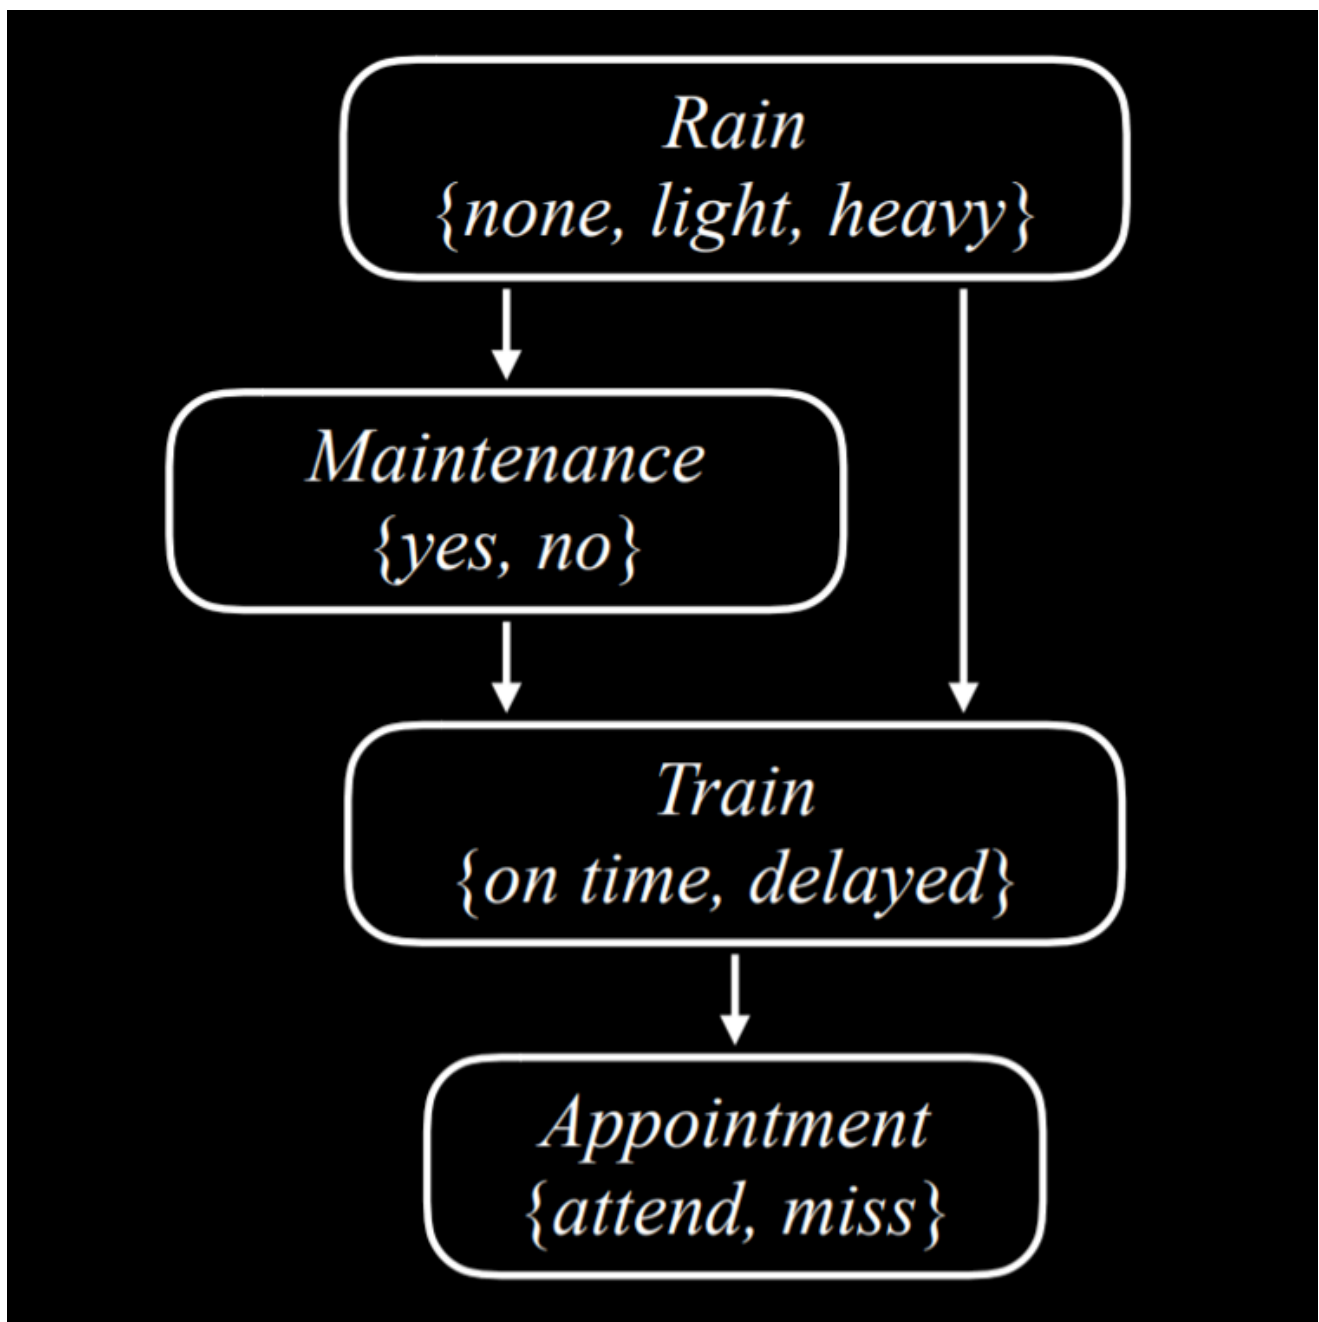 Rain
{none, light, heavy}
Maintenance
{yes, no}
Train
{on time, delayed}
Appointment
{attend, miss}